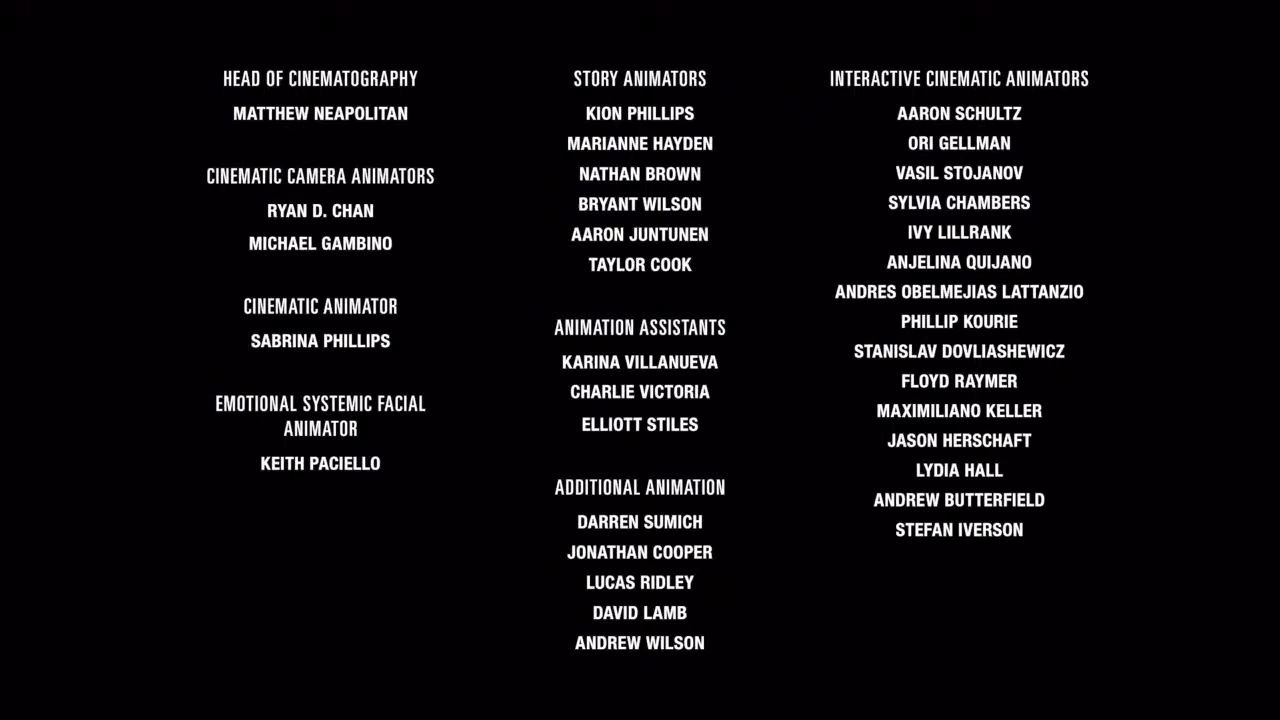 HEAD OF CINEMATOGRAPHY
MATTHEW NEAPOLITAN
CINEMATIC CAMERA ANIMATORS
RYAN D. CHAN
MICHAEL GAMBINO
CINEMATIC ANIMATOR
SABRINA PHILLIPS
EMOTIONAL SYSTEMIC FACIAL
ANIMATOR
KEITH PACIELLO
STORY ANIMATORS
KION PHILLIPS
MARIANNE HAYDEN
NATHAN BROWN
BRYANT WILSON
AARON JUNTUNEN
TAYLOR COOK
ANIMATION ASSISTANTS
KARINA VILLANUEVA
CHARLIE VICTORIA
ELLIOTT STILES
ADDITIONAL ANIMATION
DARREN SUMICH
JONATHAN COOPER
LUCAS RIDLEY
DAVID LAMB
ANDREW WILSON
INTERACTIVE CINEMATIC ANIMATORS
AARON SCHULTZ
ORI GELLMAN
VASIL STOJANOV
SYLVIA CHAMBERS
IVY LILLRANK
ANJELINA QUIJANO
ANDRES OBELMEJIAS LATTANZIO
PHILLIP KOURIE
STANISLAV DOVLIASHEWICZ
FLOYD RAYMER
MAXIMILIANO KELLER
JASON HERSCHAFT
LYDIA HALL
ANDREW BUTTERFIELD
STEFAN IVERSON